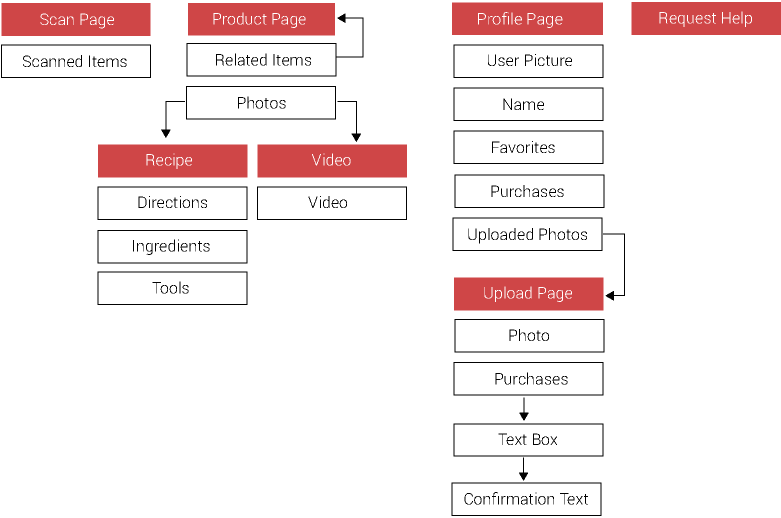 Scan Page
Scanned Items
Product Page
Related Items
Photos
Recipe
Directions
Ingredients
Tools
Video
Video
Profile Page
User Picture
Name
Favorites
Purchases
Uploaded Photos
Upload Page
Photo
Purchases
Text Box
Confirmation Text
Request Help